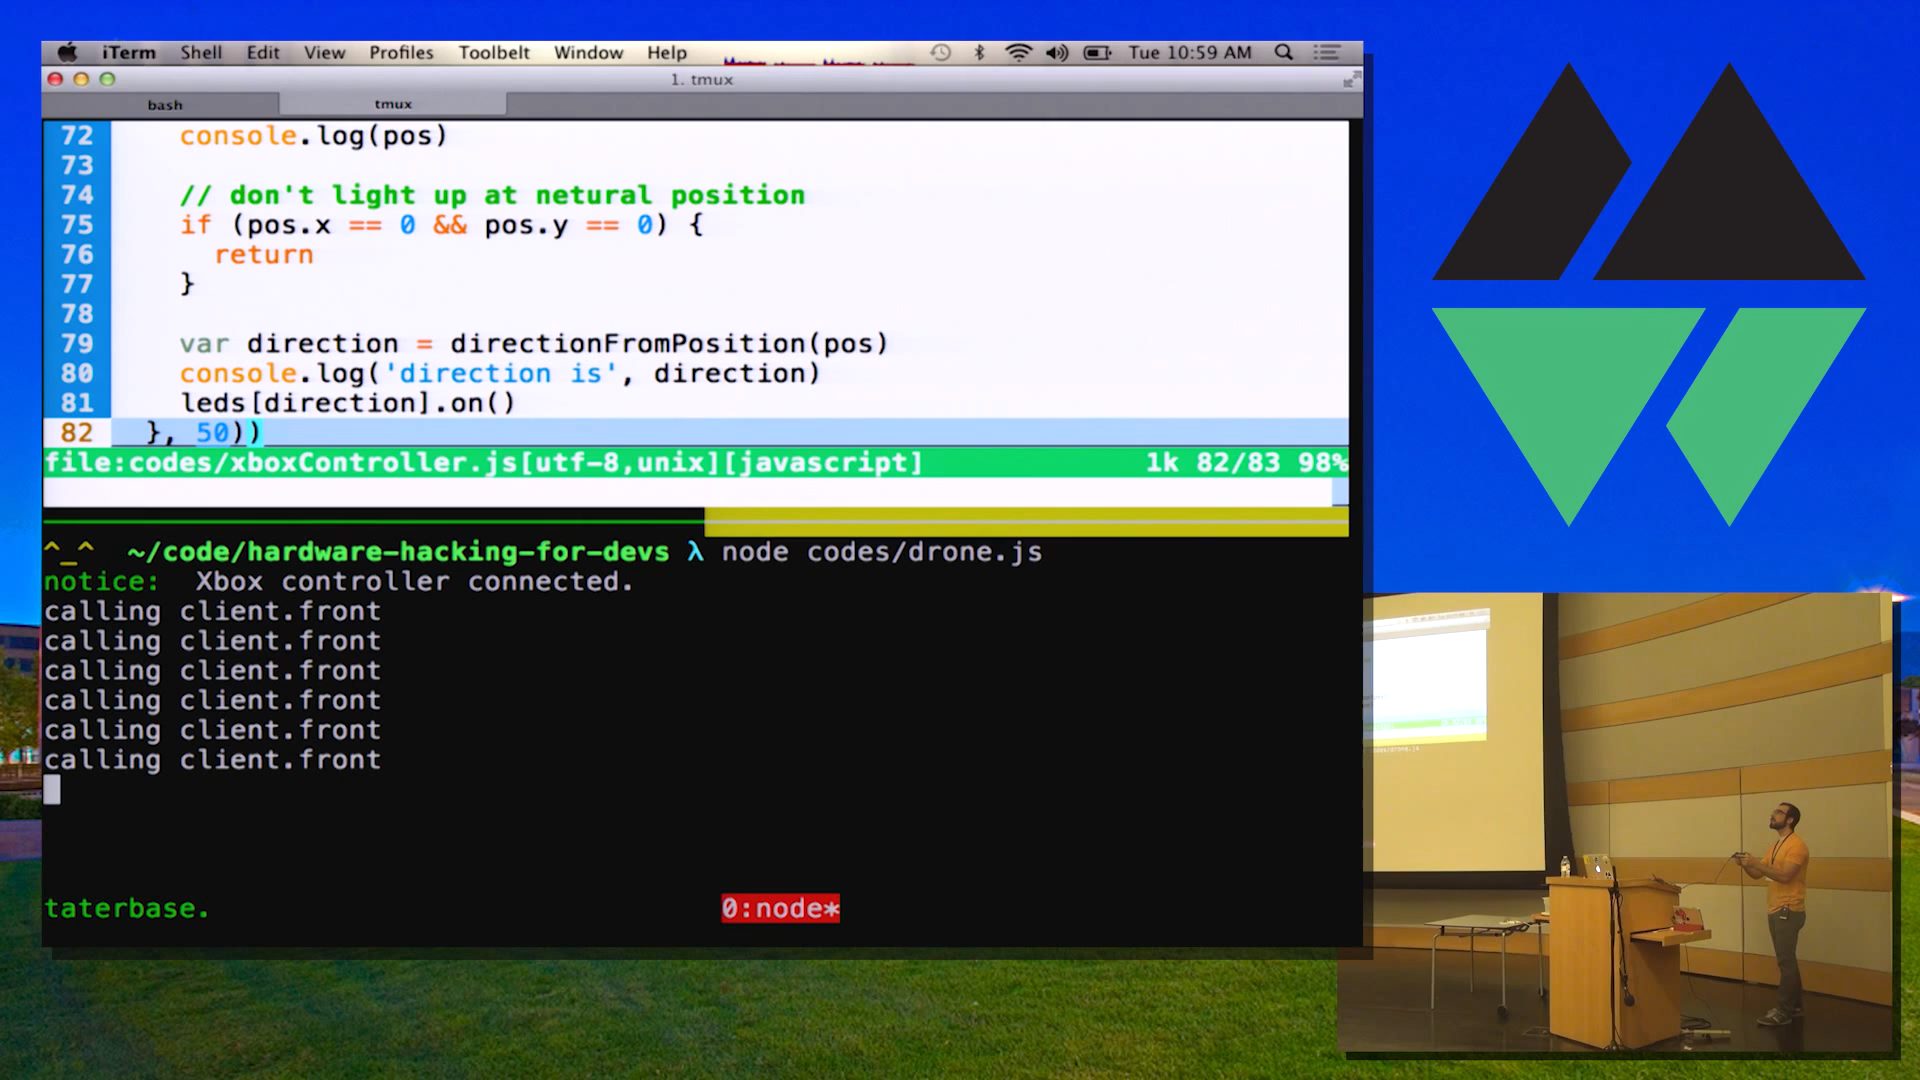 iTerm Shell Edit View Profiles Toolbelt Window Help Tue 10:59 AM
1. tmux
bash tmux
72 console.log(pos)
73
74 // don't light up at netural position
75 if (pos.x == 0 && pos.y == 0) {
76 return
77 }
78
79 var direction = directionFromPosition(pos)
80 console.log('direction is', direction)
81 leds[direction].on()
82 }, 50))
file:codes/xboxController.js[utf-8,unix][javascript] 1k 82/83 98%
^_^ ~/code/hardware-hacking-for-devs λ node codes/drone.js
notice: Xbox controller connected.
calling client.front
calling client.front
calling client.front
calling client.front
calling client.front
calling client.front
taterbase. 0:node*